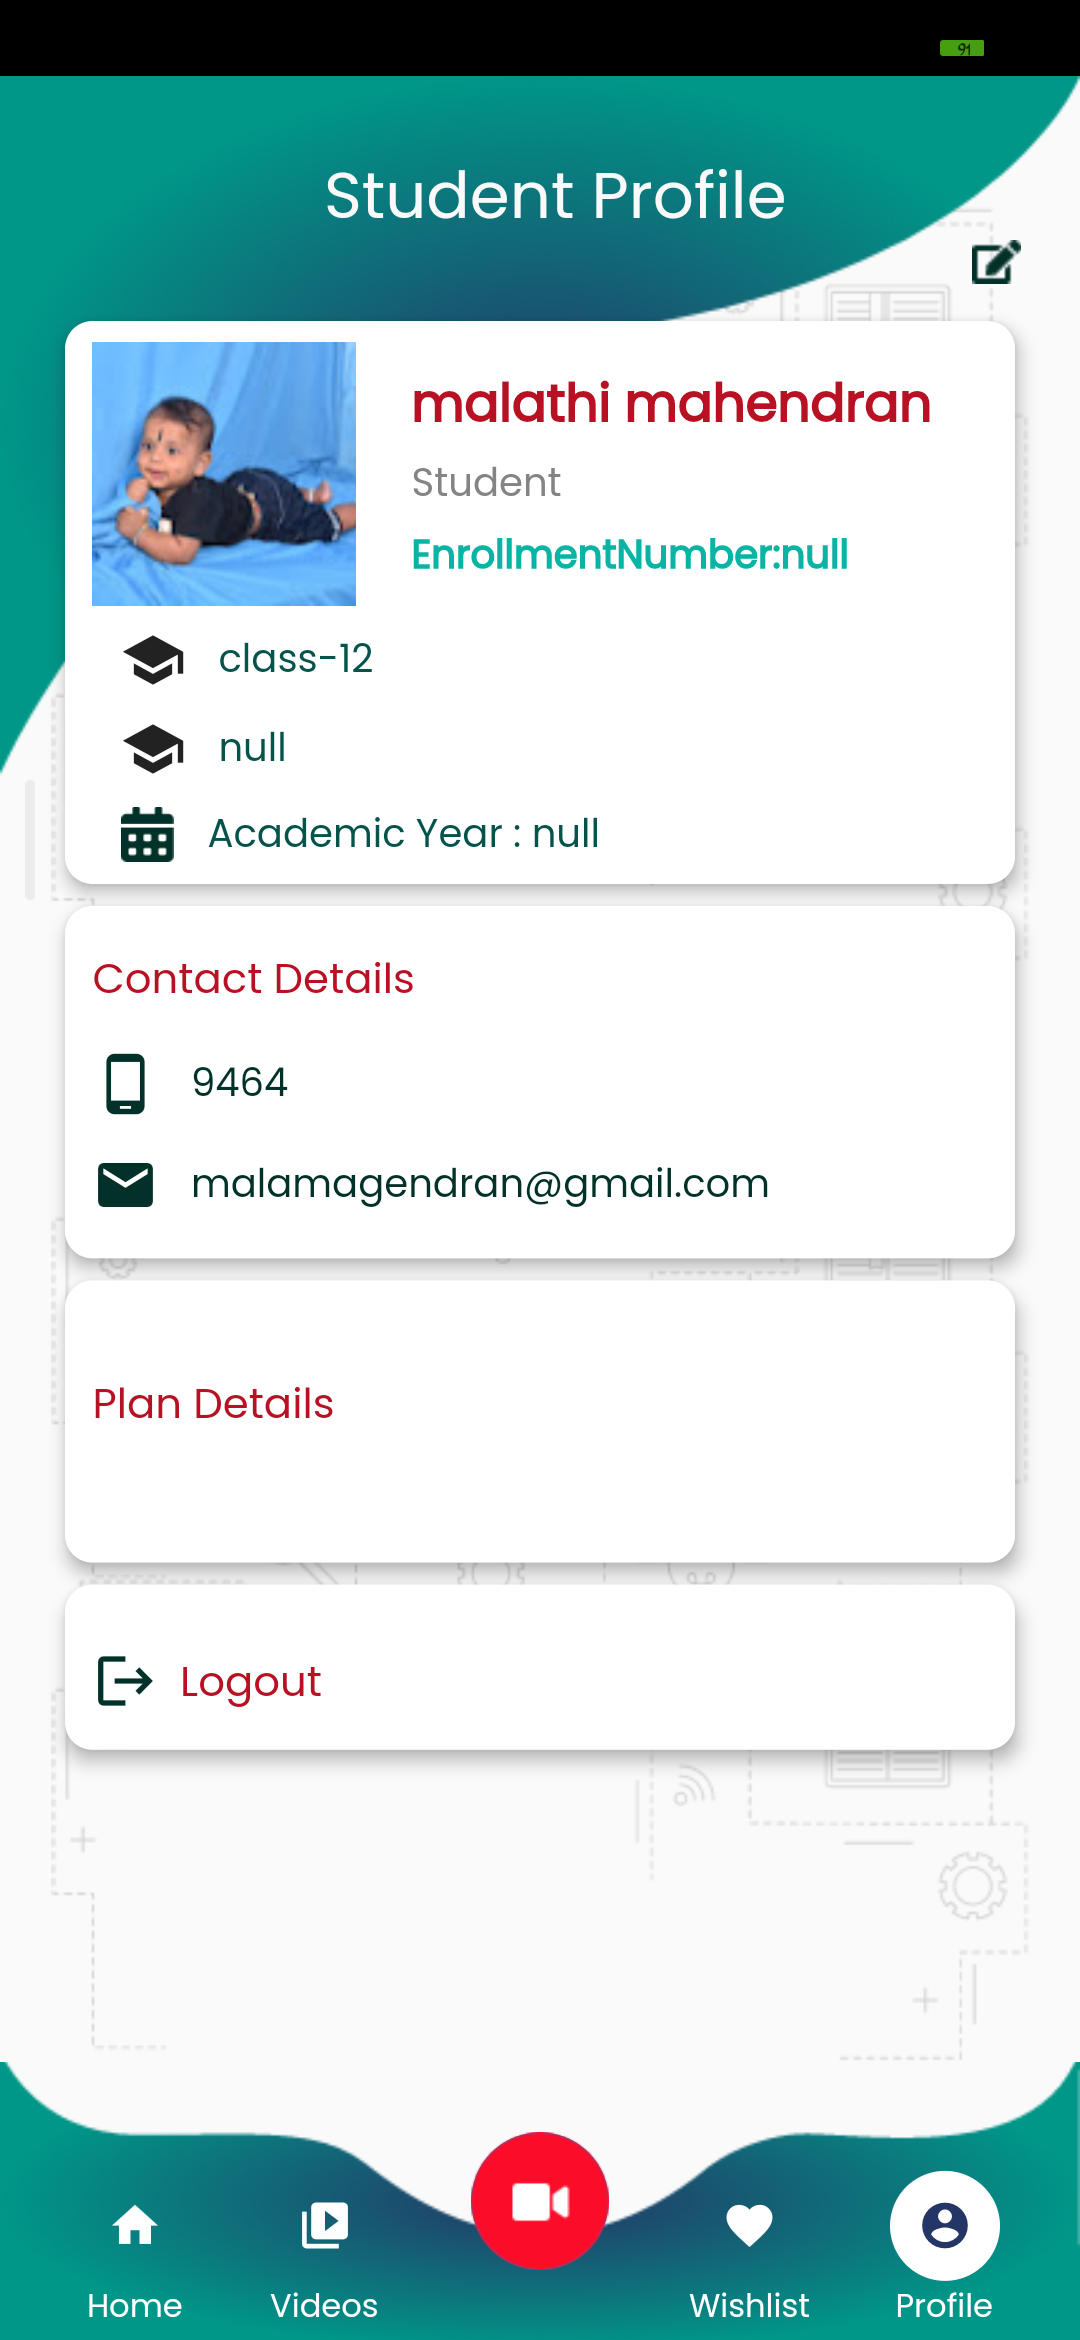 91
Student Profile
malathi mahendran
Student
EnrollmentNumber:null
class-12
null
Academic Year : null
Contact Details
9464
malamagendran@gmail.com
Plan Details
Logout
Home
Videos
Wishlist
Profile